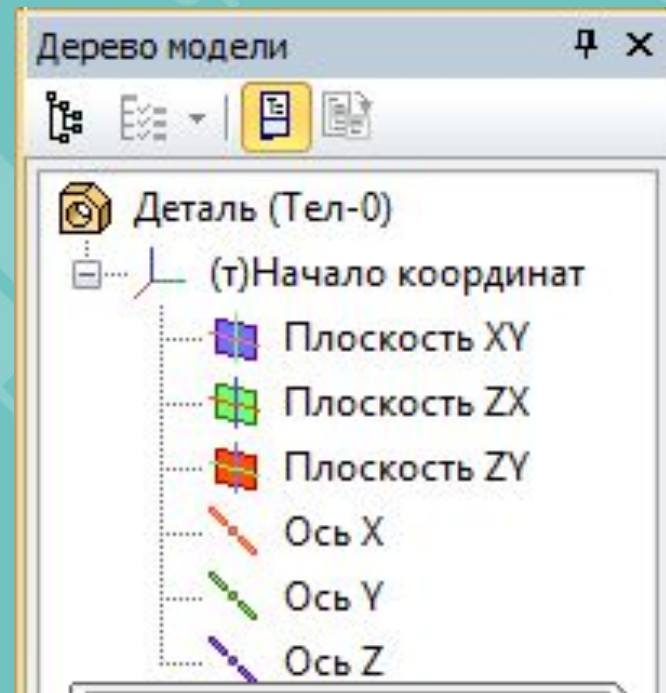 Дерево модели
Деталь (Тел-0)
(т)Начало координат
Плоскость XY
Плоскость ZX
Плоскость ZY
Ось X
Ось Y
Ось Z